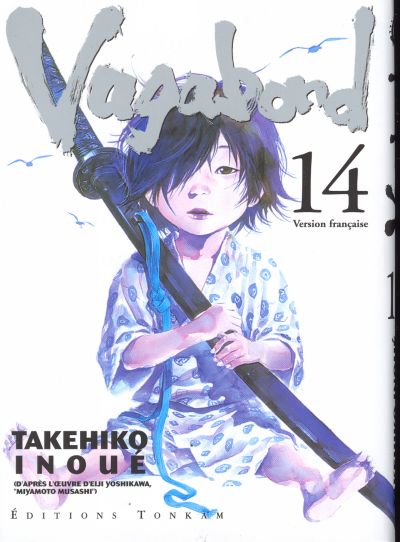 Vagabond
14
Version française
TAKEHIKO
INOUÉ
(D'APRÈS L'ŒUVRE D'EIJI YOSHIKAWA,
"MIYAMOTO MUSASHI")
ÉDITIONS TONKAM